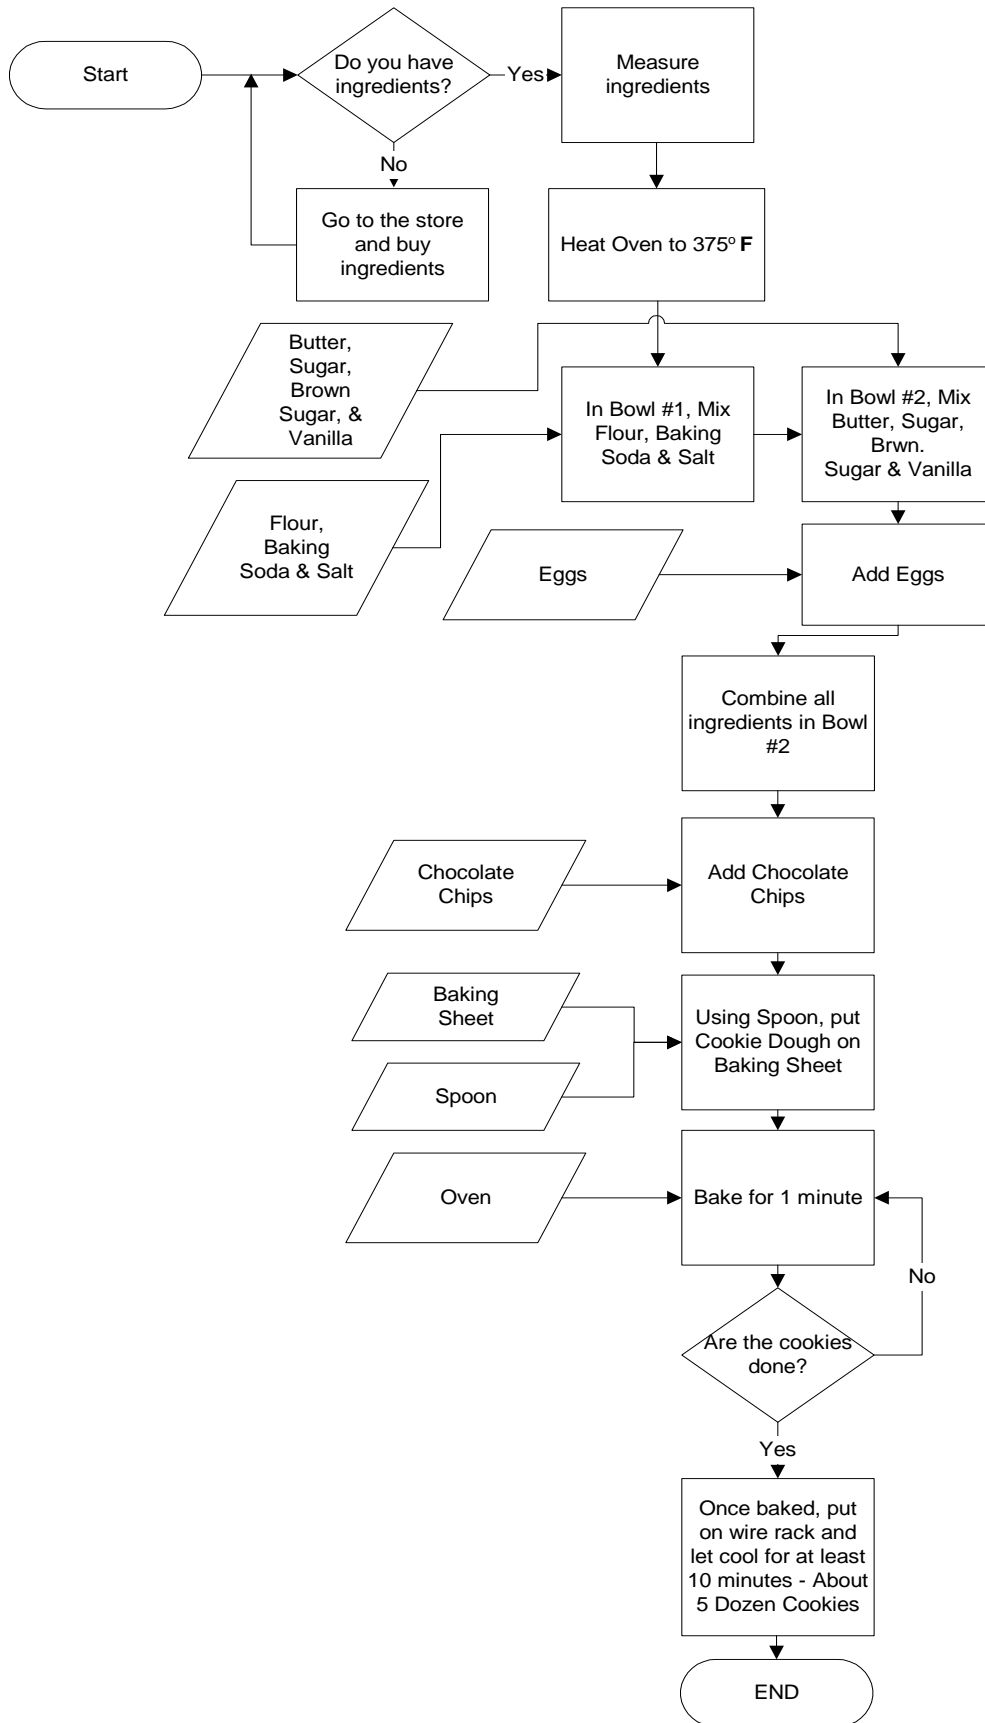 Start
Do you have
ingredients?
Yes
Measure
ingredients
No
Go to the store
and buy
ingredients
Heat Oven to 375º F
Butter,
Sugar,
Brown
Sugar, &
Vanilla
In Bowl #1, Mix
Flour, Baking
Soda & Salt
In Bowl #2, Mix
Butter, Sugar,
Brwn.
Sugar & Vanilla
Flour,
Baking
Soda & Salt
Eggs
Add Eggs
Combine all
ingredients in Bowl
#2
Chocolate
Chips
Add Chocolate
Chips
Baking
Sheet
Using Spoon, put
Cookie Dough on
Baking Sheet
Spoon
Oven
Bake for 1 minute
No
Are the cookies
done?
Yes
Once baked, put
on wire rack and
let cool for at least
10 minutes - About
5 Dozen Cookies
END